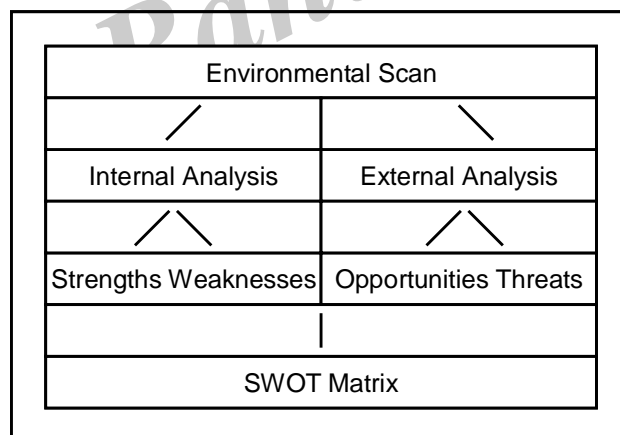 Environmental Scan
Internal Analysis External Analysis
Strengths Weaknesses Opportunities Threats
SWOT Matrix